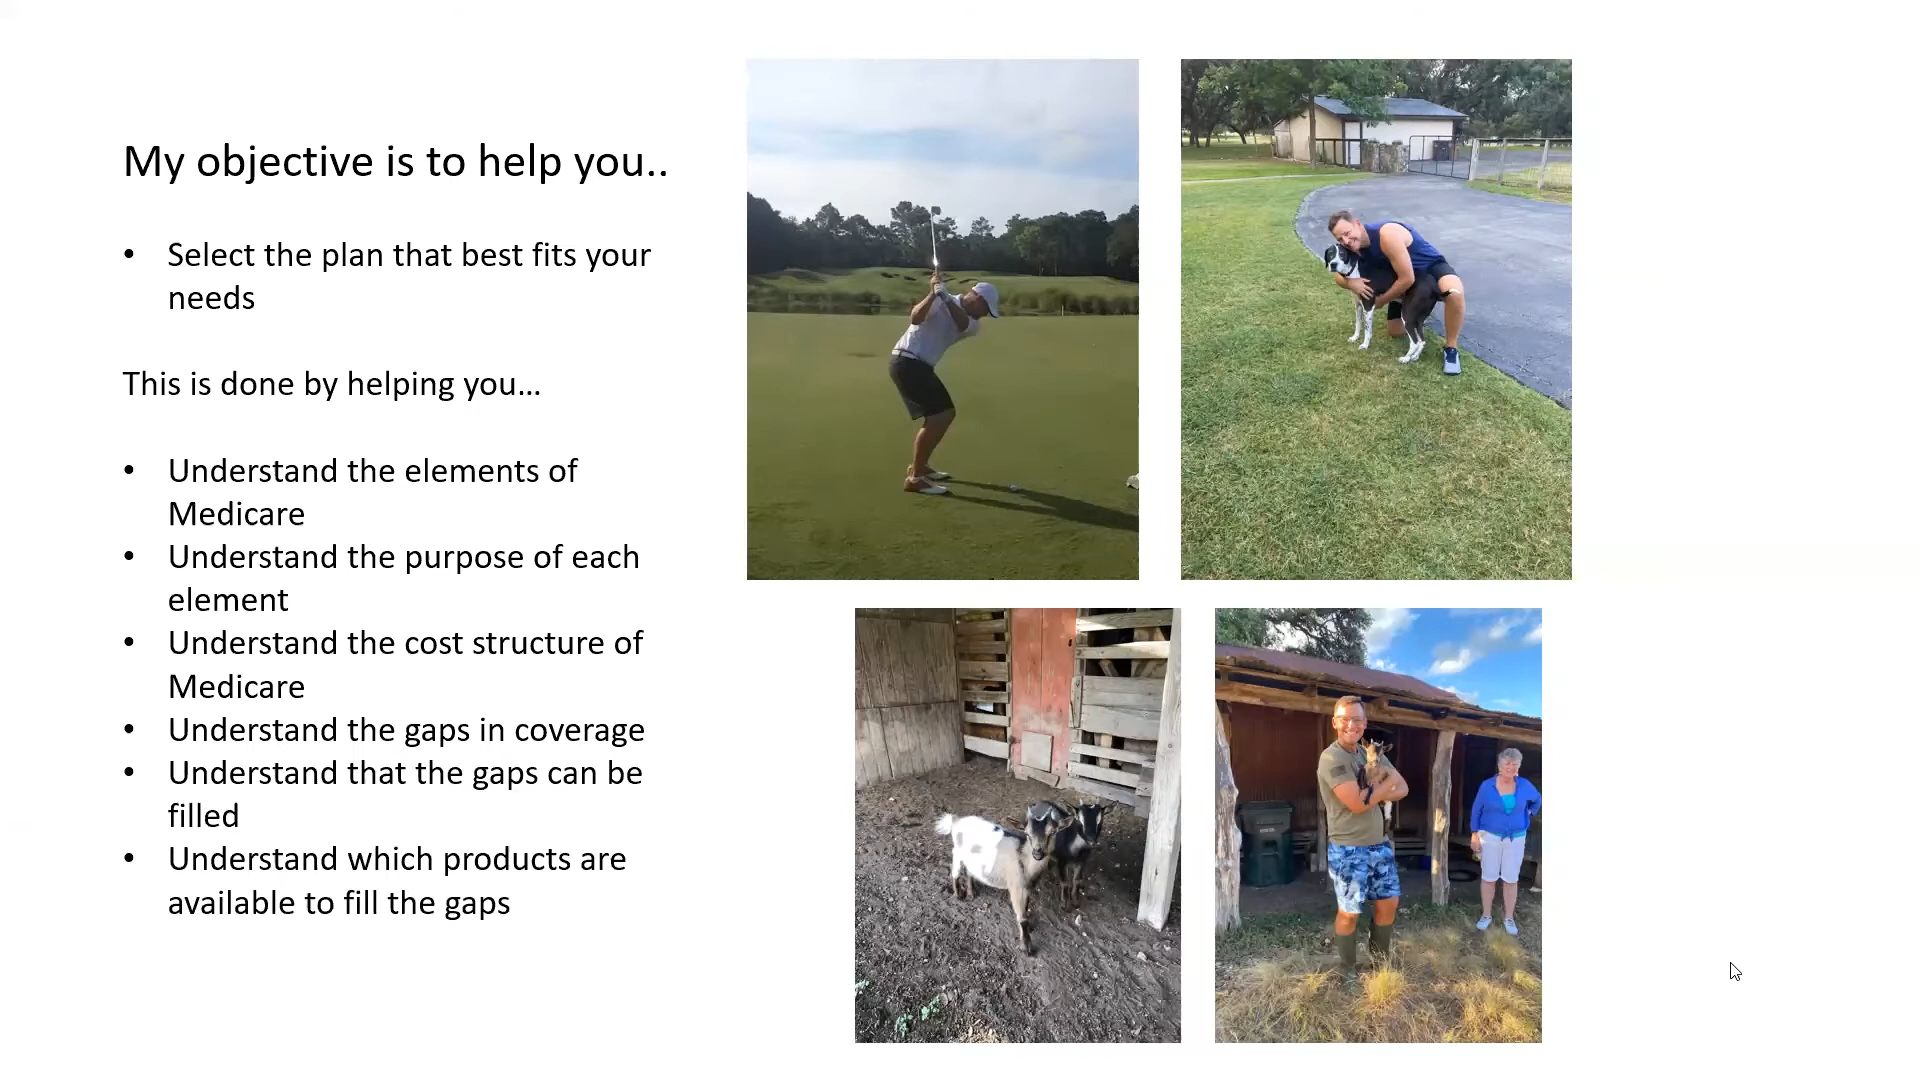 My objective is to help you..
• Select the plan that best fits your
needs
This is done by helping you…
• Understand the elements of
Medicare
• Understand the purpose of each
element
• Understand the cost structure of
Medicare
• Understand the gaps in coverage
• Understand that the gaps can be
filled
• Understand which products are
available to fill the gaps